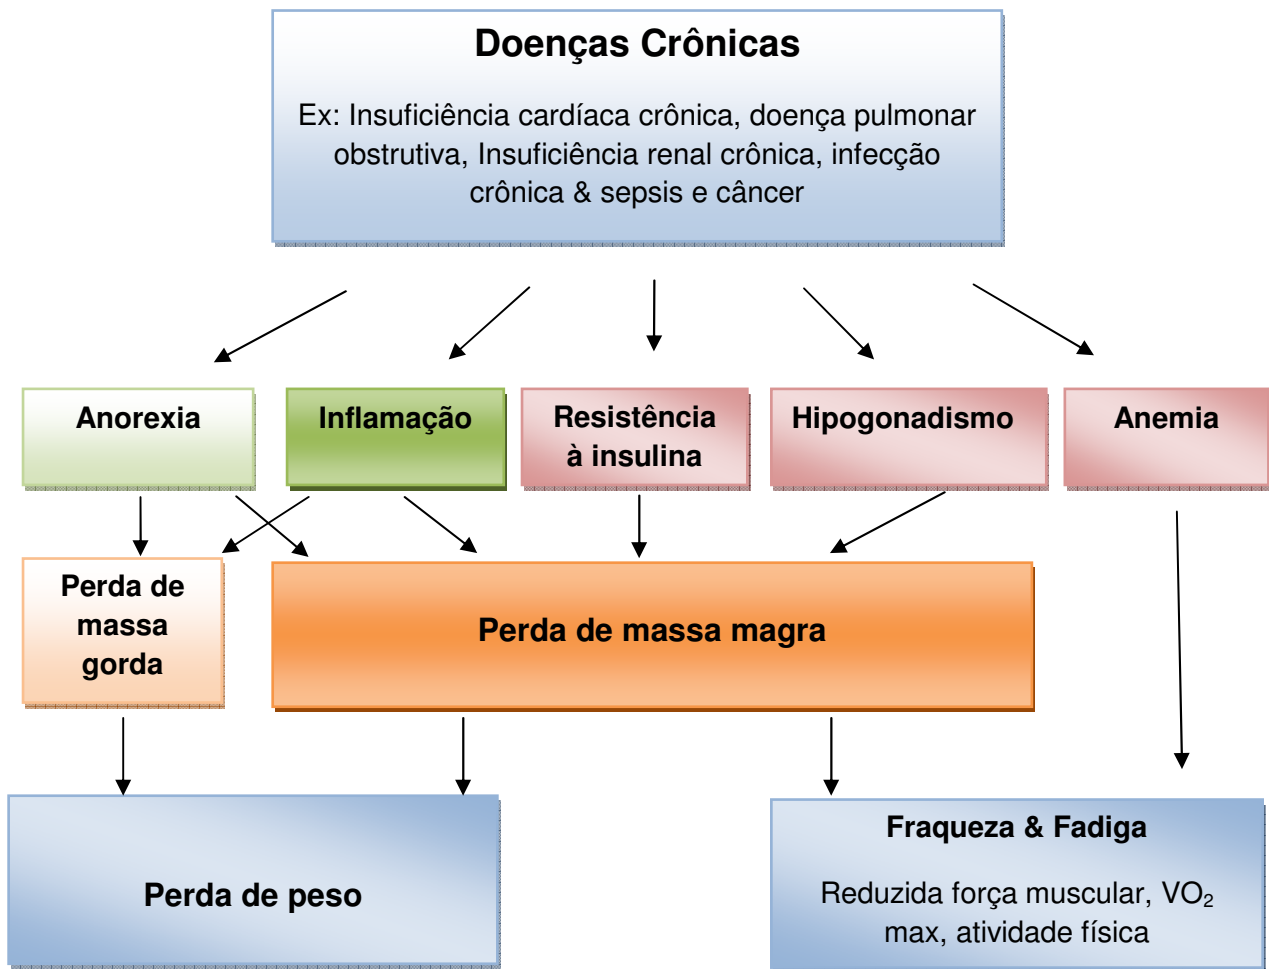 Doenças Crônicas
Ex: Insuficiência cardíaca crônica, doença pulmonar
obstrutiva, Insuficiência renal crônica, infecção
crônica & sepsis e câncer
Anorexia
Inflamação
Resistência
à insulina
Hipogonadismo
Anemia
Perda de
massa
gorda
Perda de massa magra
Perda de peso
Fraqueza & Fadiga
Reduzida força muscular, VO₂
max, atividade física